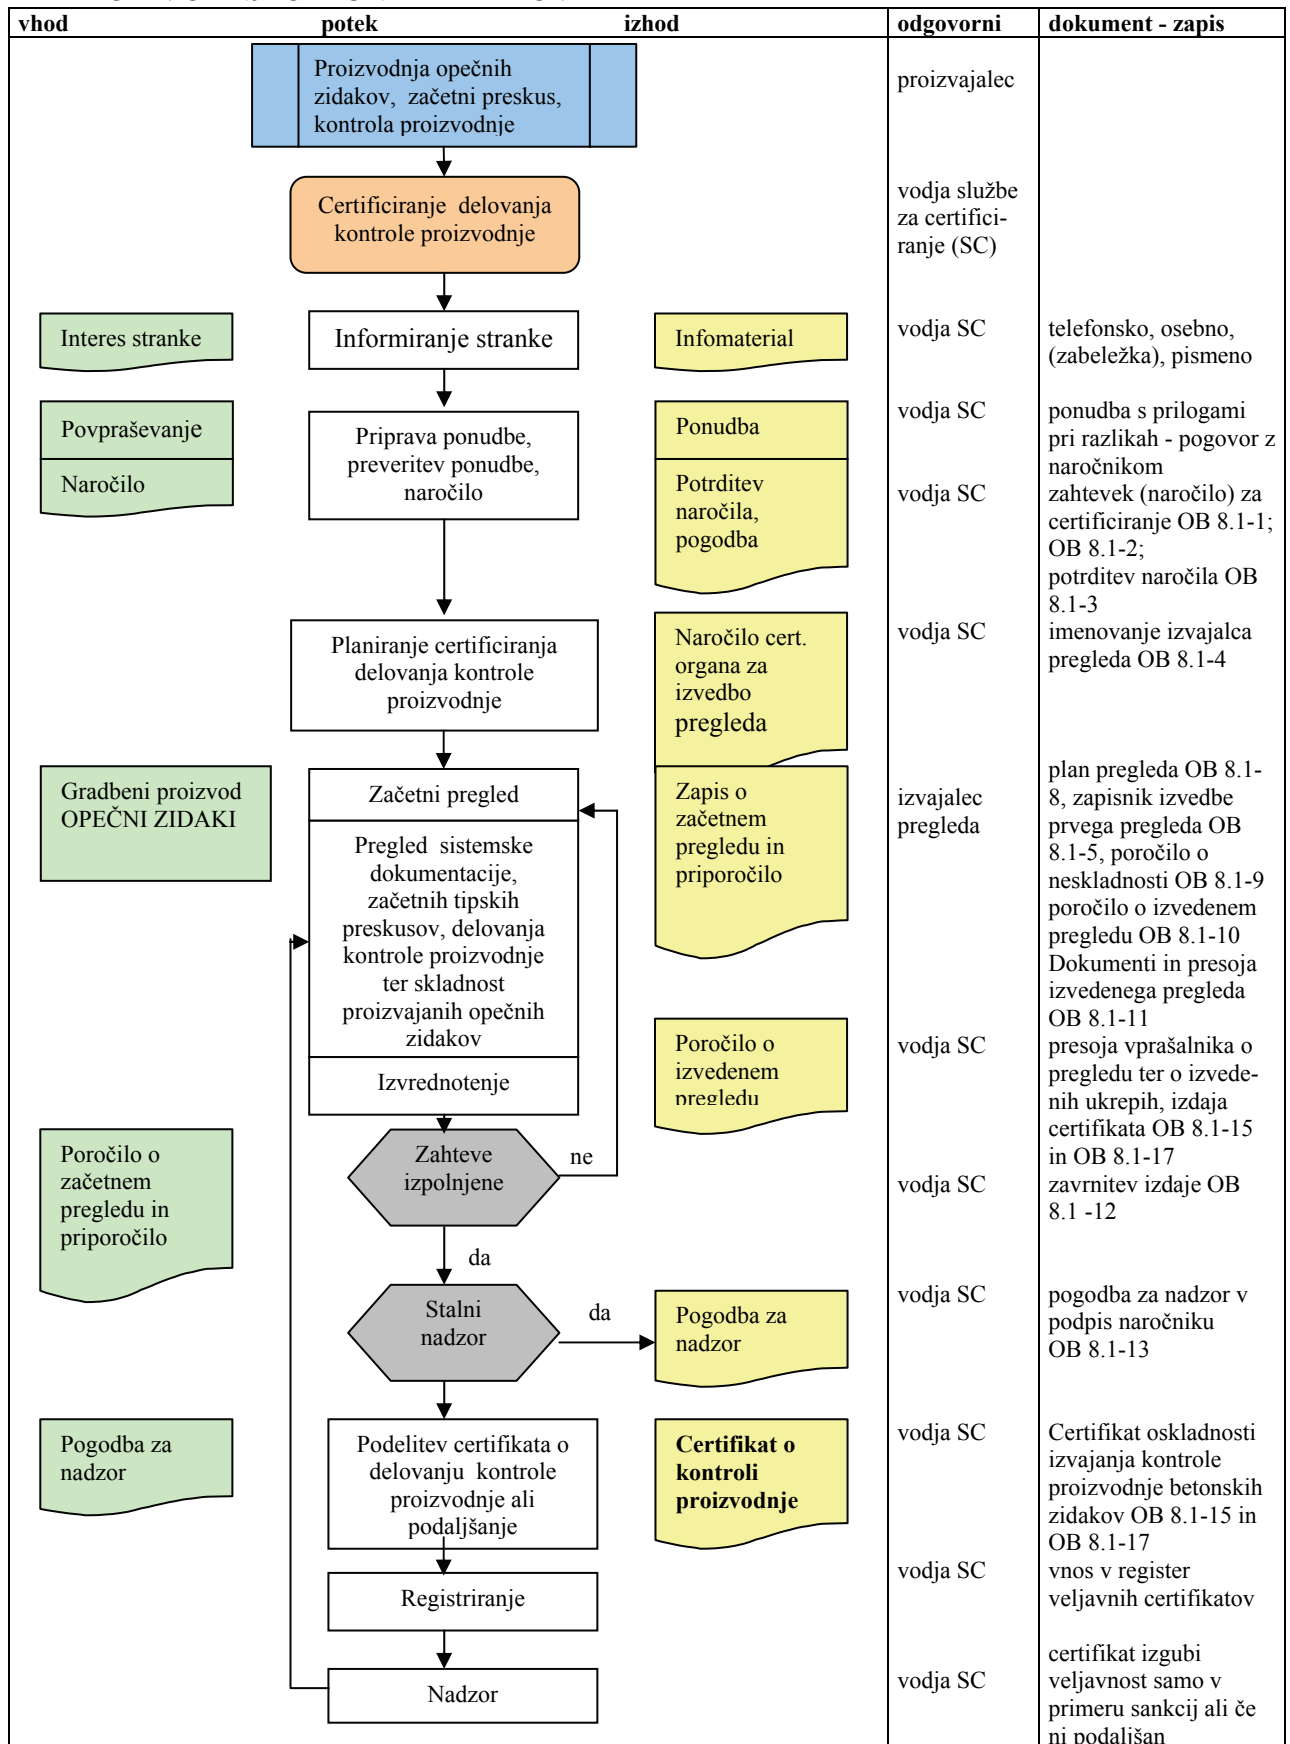 vhod potek izhod odgovorni dokument - zapis
Proizvodnja opečnih
zidakov, začetni preskus,
kontrola proizvodnje
proizvajalec
Certificiranje delovanja
kontrole proizvodnje
vodja službe
za certifici-
ranje (SC)
Interes stranke
Informiranje stranke
Infomaterial
vodja SC
telefonsko, osebno,
(zabeležka), pismeno
Povpraševanje
Naročilo
Priprava ponudbe,
preveritev ponudbe,
naročilo
Ponudba
Potrditev
naročila,
pogodba
vodja SC
vodja SC
ponudba s prilogami
pri razlikah - pogovor z
naročnikom
zahtevek (naročilo) za
certificiranje OB 8.1-1;
OB 8.1-2;
potrditev naročila OB
8.1-3
Planiranje certificiranja
delovanja kontrole
proizvodnje
Naročilo cert.
organa za
izvedbo
pregleda
vodja SC
imenovanje izvajalca
pregleda OB 8.1-4
Gradbeni proizvod
OPEČNI ZIDAKI
Začetni pregled
Pregled sistemske
dokumentacije,
začetnih tipskih
preskusov, delovanja
kontrole proizvodnje
ter skladnost
proizvajanih opečnih
zidakov
Izvrednotenje
Zapis o
začetnem
pregledu in
priporočilo
izvajalec
pregleda
plan pregleda OB 8.1-
8, zapisnik izvedbe
prvega pregleda OB
8.1-5, poročilo o
neskladnosti OB 8.1-9
poročilo o izvedenem
pregledu OB 8.1-10
Dokumenti in presoja
izvedenega pregleda
OB 8.1-11
Poročilo o
izvedenem
pregledu
vodja SC
presoja vprašalnika o
pregledu ter o izvede-
nih ukrepih, izdaja
certifikata OB 8.1-15
in OB 8.1-17
Poročilo o
začetnem
pregledu in
priporočilo
Zahteve
izpolnjene
ne
da
vodja SC
zavrnitev izdaje OB
8.1 -12
Stalni
nadzor
da
Pogodba za
nadzor
vodja SC
pogodba za nadzor v
podpis naročniku
OB 8.1-13
Pogodba za
nadzor
Podelitev certifikata o
delovanju kontrole
proizvodnje ali
podaljšanje
Certifikat o
kontroli
proizvodnje
vodja SC
Certifikat oskladnosti
izvajanja kontrole
proizvodnje betonskih
zidakov OB 8.1-15 in
OB 8.1-17
Registriranje
vodja SC
vnos v register
veljavnih certifikatov
Nadzor
vodja SC
certifikat izgubi
veljavnost samo v
primeru sankcij ali če
ni podaljšan